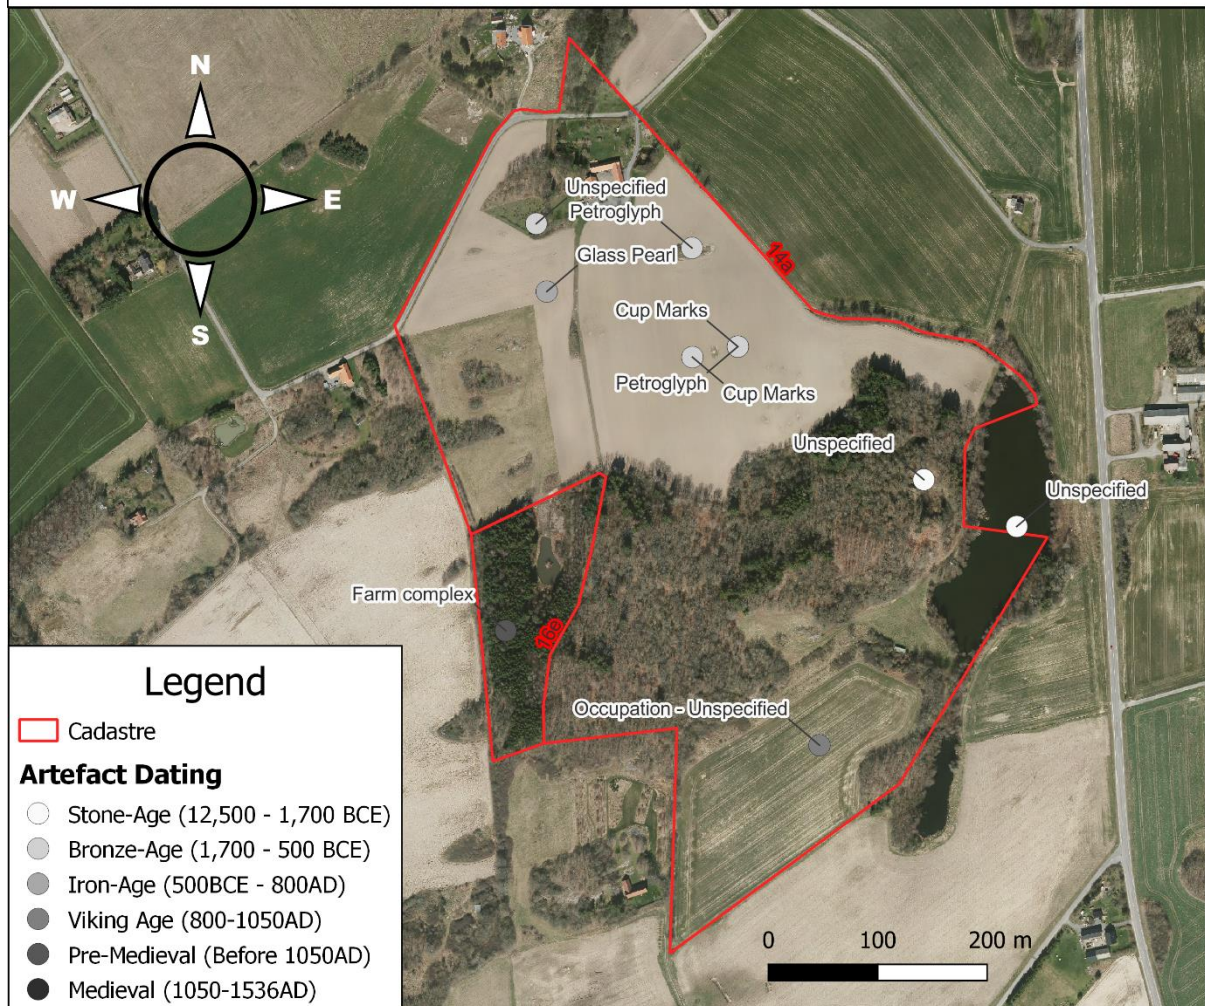 N
W E
S
Unspecified
Petroglyph
Glass Pearl
14a
Cup Marks
Petroglyph
Cup Marks
Unspecified
Unspecified
Farm complex
16e
Occupation - Unspecified
Legend
Cadastre
Artefact Dating
Stone-Age (12,500 - 1,700 BCE)
Bronze-Age (1,700 - 500 BCE)
Iron-Age (500BCE - 800AD)
Viking Age (800-1050AD)
Pre-Medieval (Before 1050AD)
Medieval (1050-1536AD)
0 100 200 m